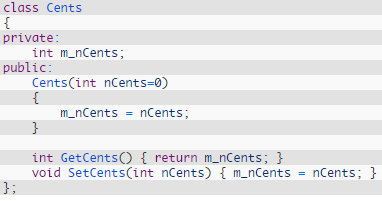 class Cents
{
private:
    int m_nCents;
public:
    Cents(int nCents=0)
    {
        m_nCents = nCents;
    }

    int GetCents() { return m_nCents; }
    void SetCents(int nCents) { m_nCents = nCents; }
};